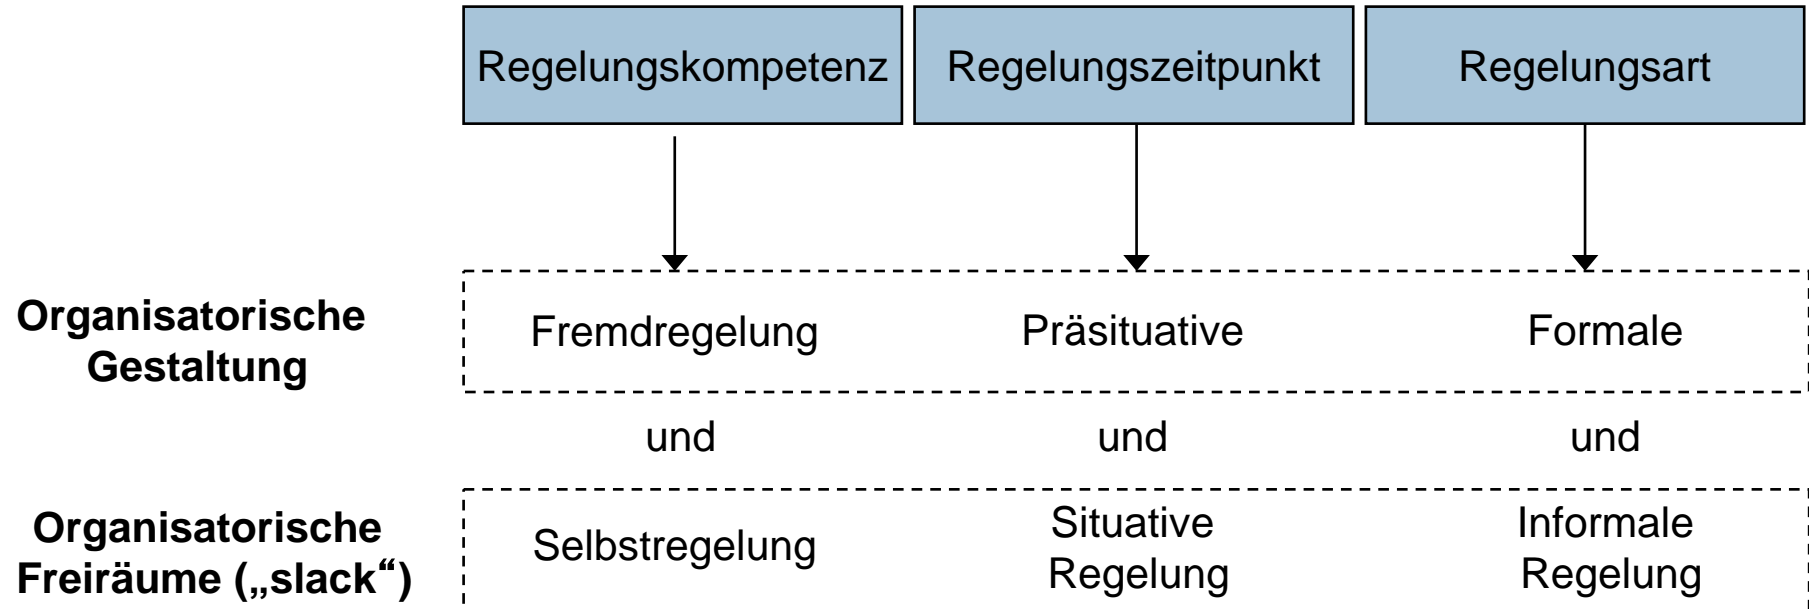 Regelungskompetenz
Regelungszeitpunkt
Regelungsart
Organisatorische
Gestaltung
Fremdregelung
Präsituative
Formale
und
und
und
Organisatorische
Freiräume („slack“)
Selbstregelung
Situative
Regelung
Informale
Regelung